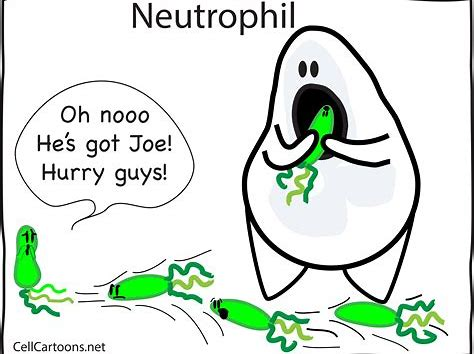 Neutrophil
Oh nooo
He's got Joe!
Hurry guys!
CellCartoons.net